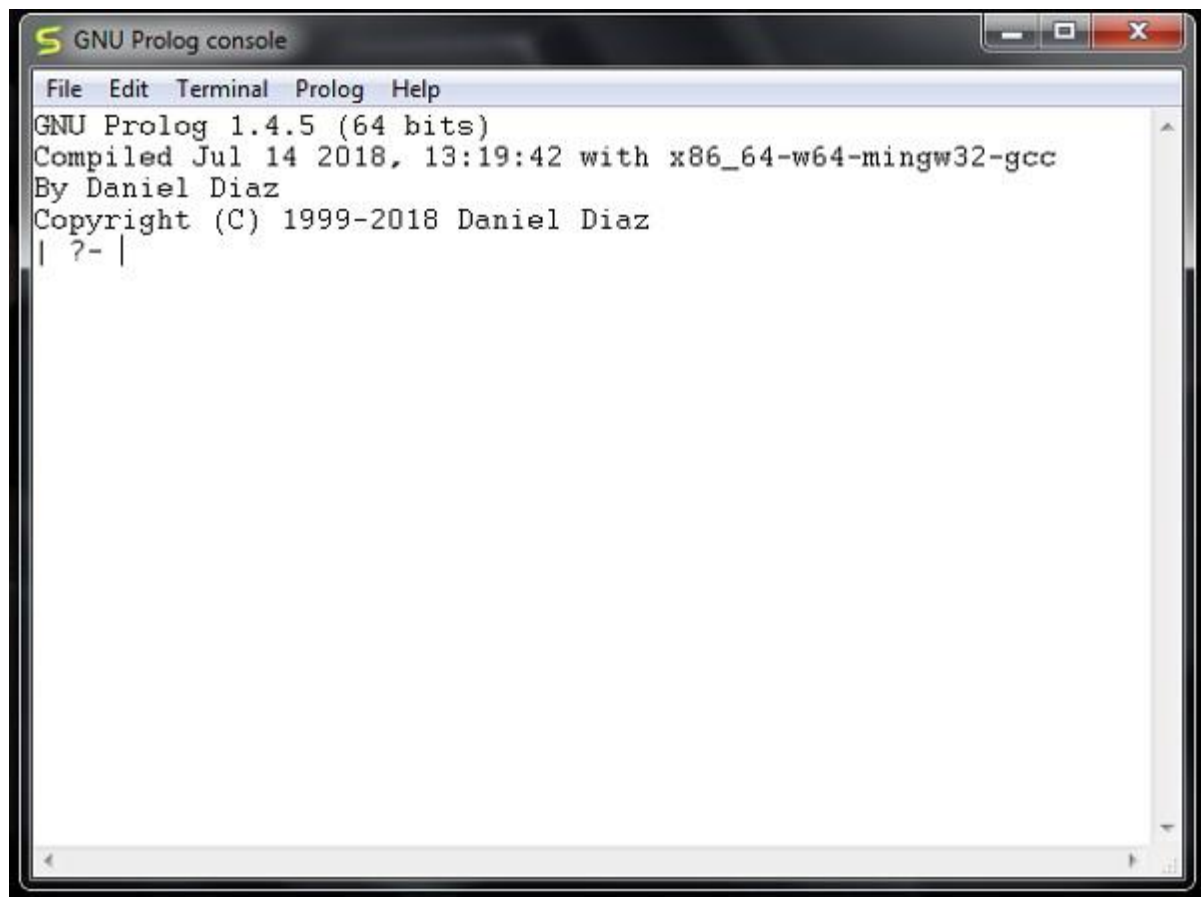 GNU Prolog console
File Edit Terminal Prolog Help
GNU Prolog 1.4.5 (64 bits)
Compiled Jul 14 2018, 13:19:42 with x86_64-w64-mingw32-gcc
By Daniel Diaz
Copyright (C) 1999-2018 Daniel Diaz
| ?-